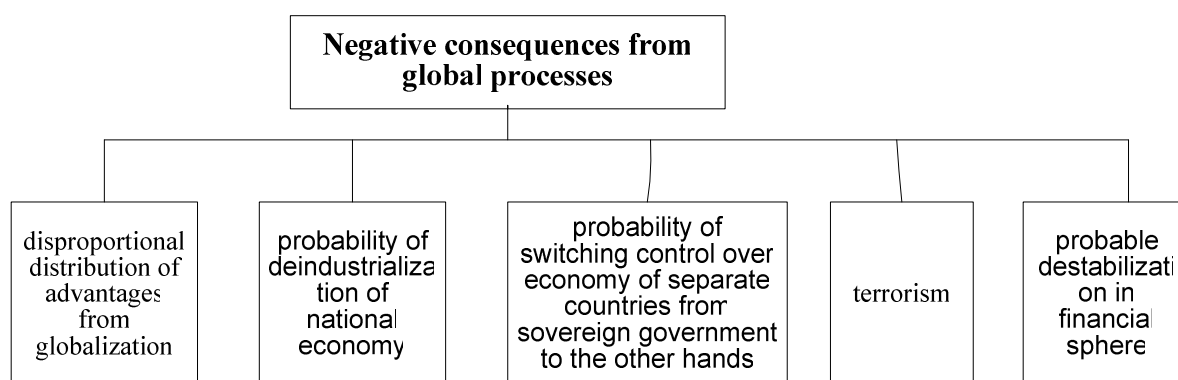 Negative consequences from
global processes
disproportional
distribution of
advantages
from
globalization
probability of
deindustrializa
tion of
national
economy
probability of
switching control over
economy of separate
countries from
sovereign government
to the other hands
terrorism
probable
destabilizati
on in
financial
sphere